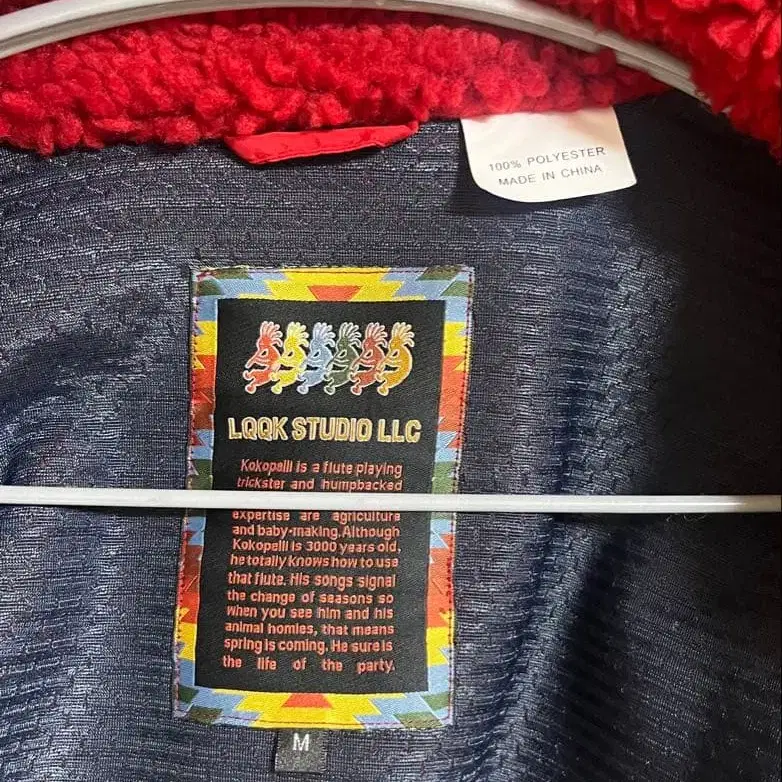 100% POLYESTER
MADE IN CHINA
LQQK STUDIO LLC
Kokopelli is a flute playing
trickster and humpbacked
expertise are agriculture
and baby-making. Although
Kokopelli is 3000 years old,
he totally knows how to use
that flute. His songs signal
the change of seasons so
when you see him and his
animal homies, that means
spring is coming. He sure is
the life of the party.
M